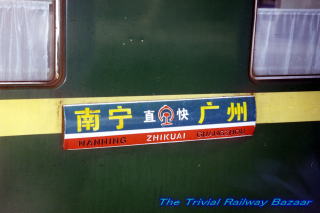 南宁 直 快 广州
NANNING ZHIKUAI GUANGZHOU
The Trivial Railway Bazaar